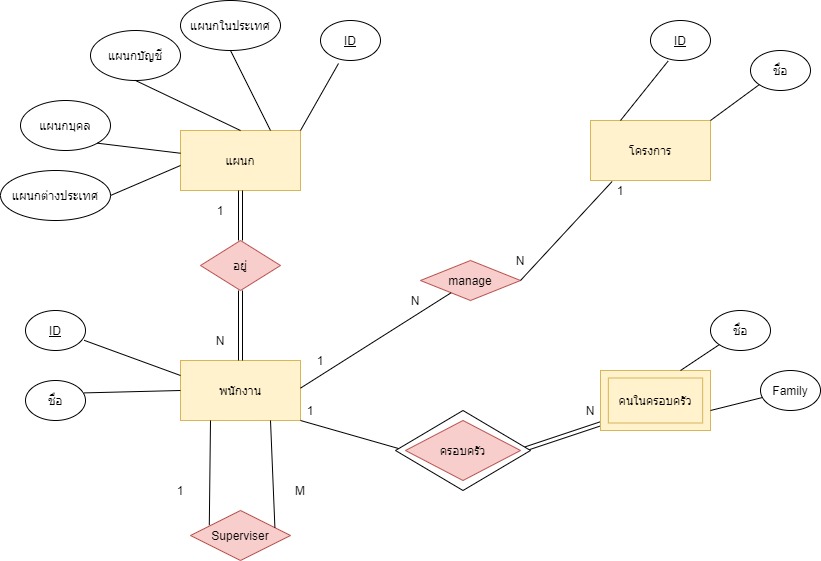 แผนกในประเทศ
ID
ID
แผนกบัญชี
ชื่อ
แผนกบุคล
แผนก
โครงการ
แผนกต่างประเทศ
1
1
อยู่
N
manage
N
ID
N
ชื่อ
1
พนักงาน
ชื่อ
1
N
คนในครอบครัว
Family
ครอบครัว
1
M
Superviser